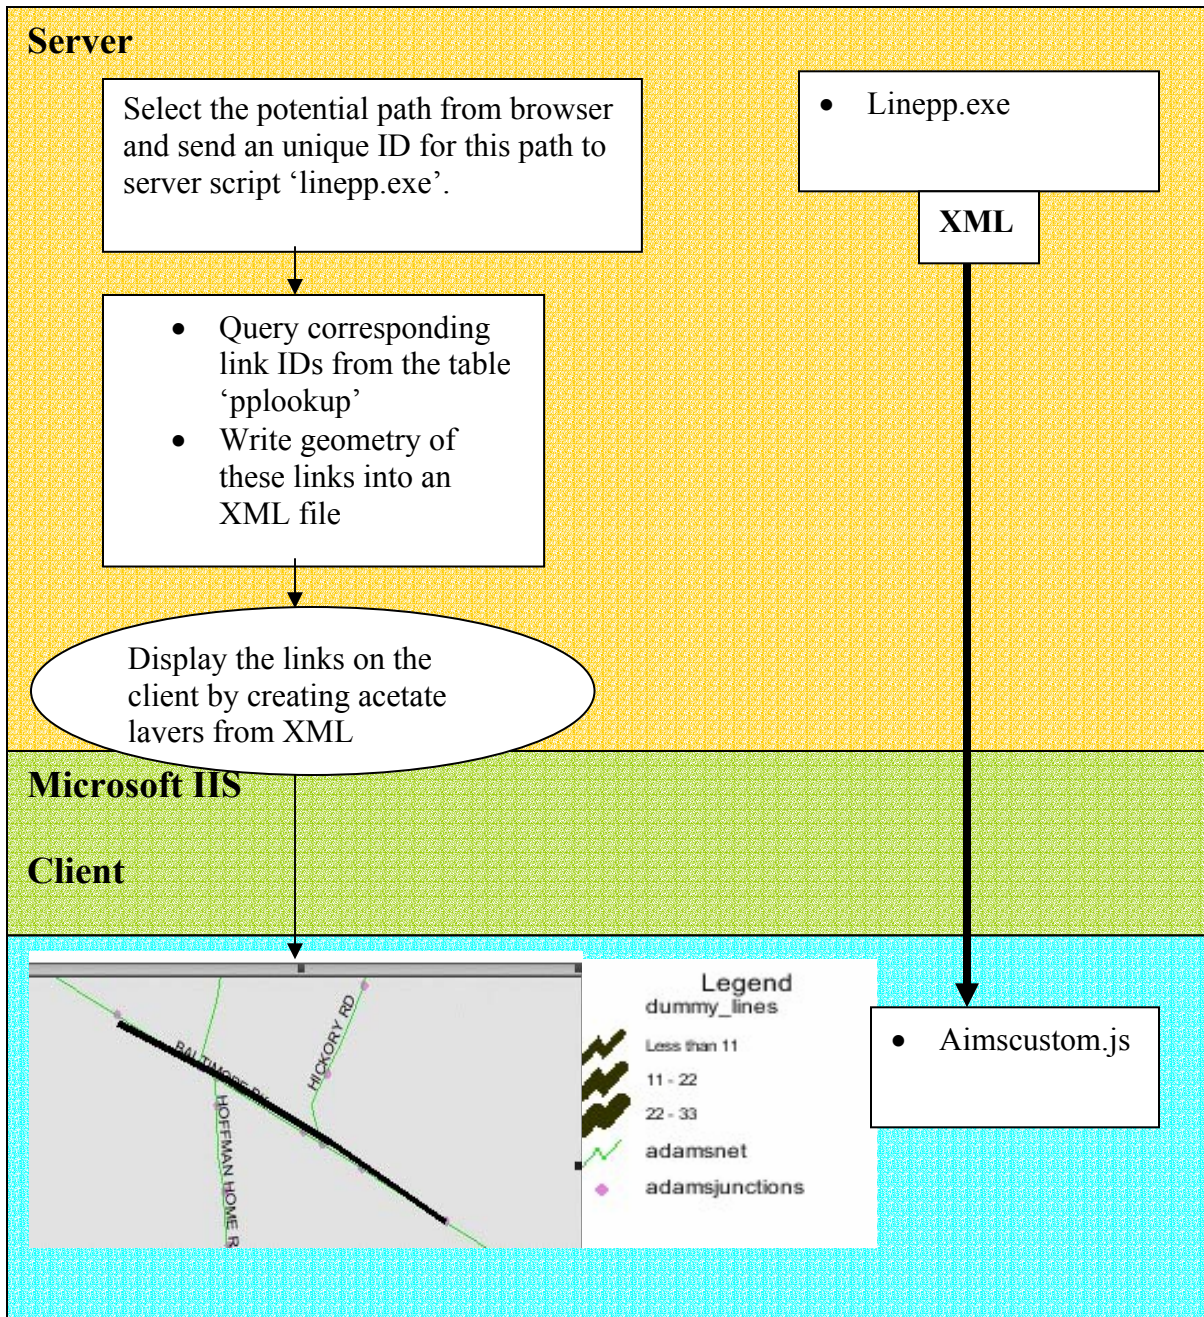 Server
Select the potential path from browser
and send an unique ID for this path to
server script ‘linepp.exe’.
• Linepp.exe
XML
• Query corresponding
link IDs from the table
‘pplookup’
• Write geometry of
these links into an
XML file
Display the links on the
client by creating acetate
layers from XML
Microsoft IIS
Client
BALTIMORE
HICKORY RD
HOFFMAN HOME R
Legend
dummy_lines
Less than 11
11 - 22
22 - 33
adamsnet
adamsjunctions
• Aimscustom.js